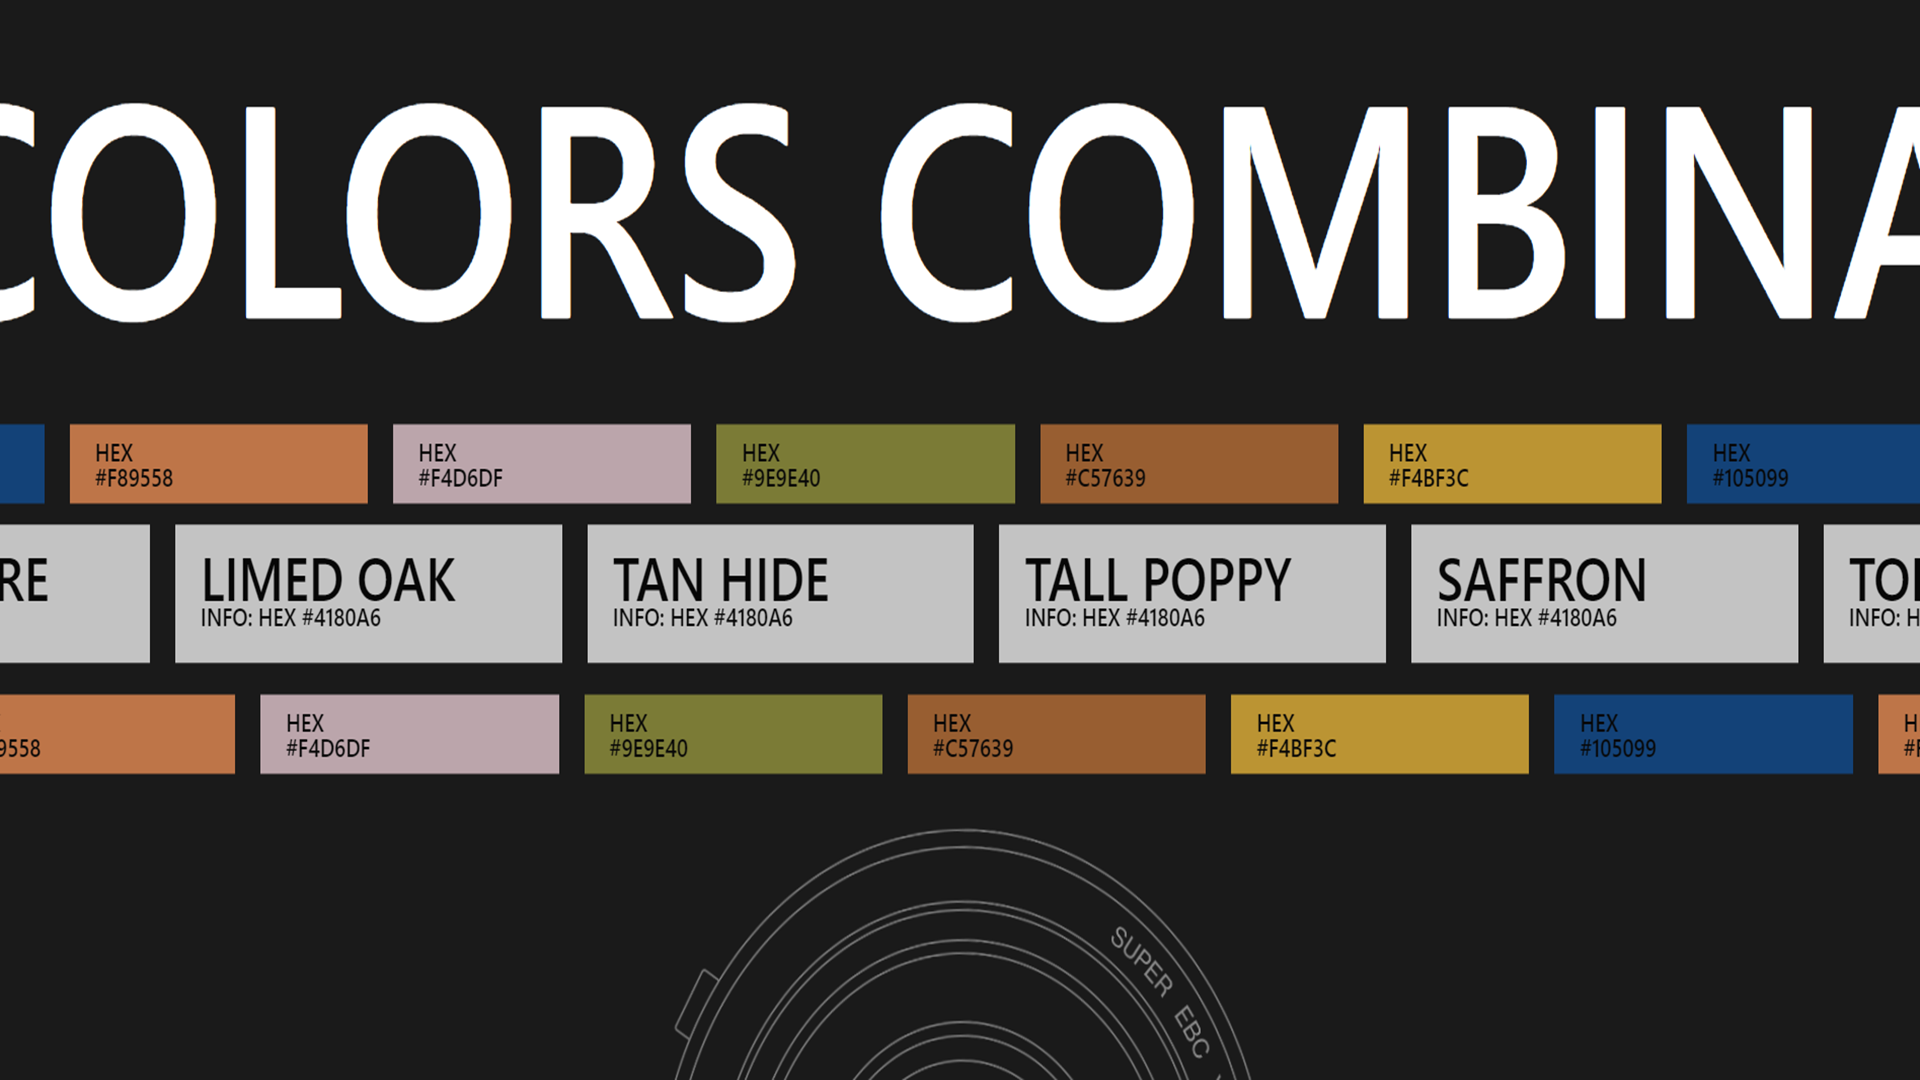 COLORS COMBINA
HEX
#F89558
HEX
#F4D6DF
HEX
#9E9E40
HEX
#C57639
HEX
#F4BF3C
HEX
#105099
RE
LIMED OAK
INFO: HEX #4180A6
TAN HIDE
INFO: HEX #4180A6
TALL POPPY
INFO: HEX #4180A6
SAFFRON
INFO: HEX #4180A6
TO
INFO: H
9558
HEX
#F4D6DF
HEX
#9E9E40
HEX
#C57639
HEX
#F4BF3C
HEX
#105099
H
#F
SUPER EBC